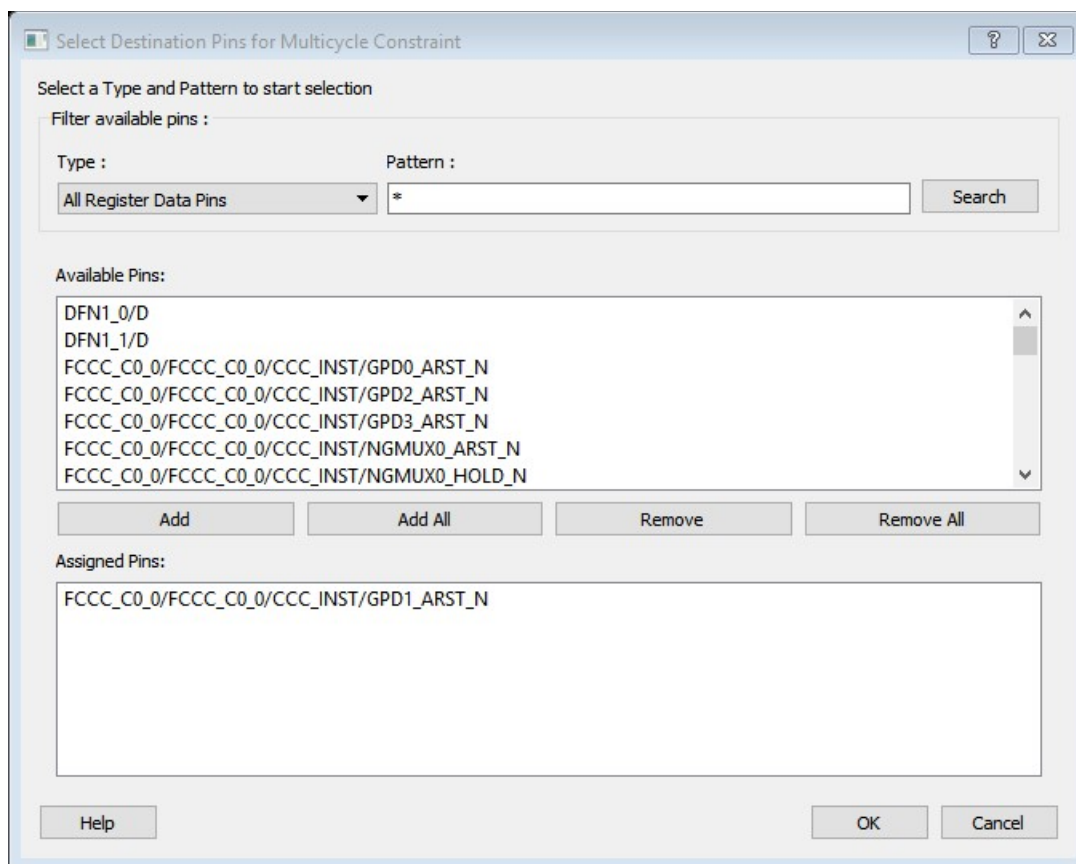 Select Destination Pins for Multicycle Constraint
Select a Type and Pattern to start selection
Filter available pins :
Type :
Pattern :
All Register Data Pins
*
Search
Available Pins:
DFN1_0/D
DFN1_1/D
FCCC_C0_0/FCCC_C0_0/CCC_INST/GPD0_ARST_N
FCCC_C0_0/FCCC_C0_0/CCC_INST/GPD2_ARST_N
FCCC_C0_0/FCCC_C0_0/CCC_INST/GPD3_ARST_N
FCCC_C0_0/FCCC_C0_0/CCC_INST/NGMUX0_ARST_N
FCCC_C0_0/FCCC_C0_0/CCC_INST/NGMUX0_HOLD_N
Add
Add All
Remove
Remove All
Assigned Pins:
FCCC_C0_0/FCCC_C0_0/CCC_INST/GPD1_ARST_N
Help
OK
Cancel